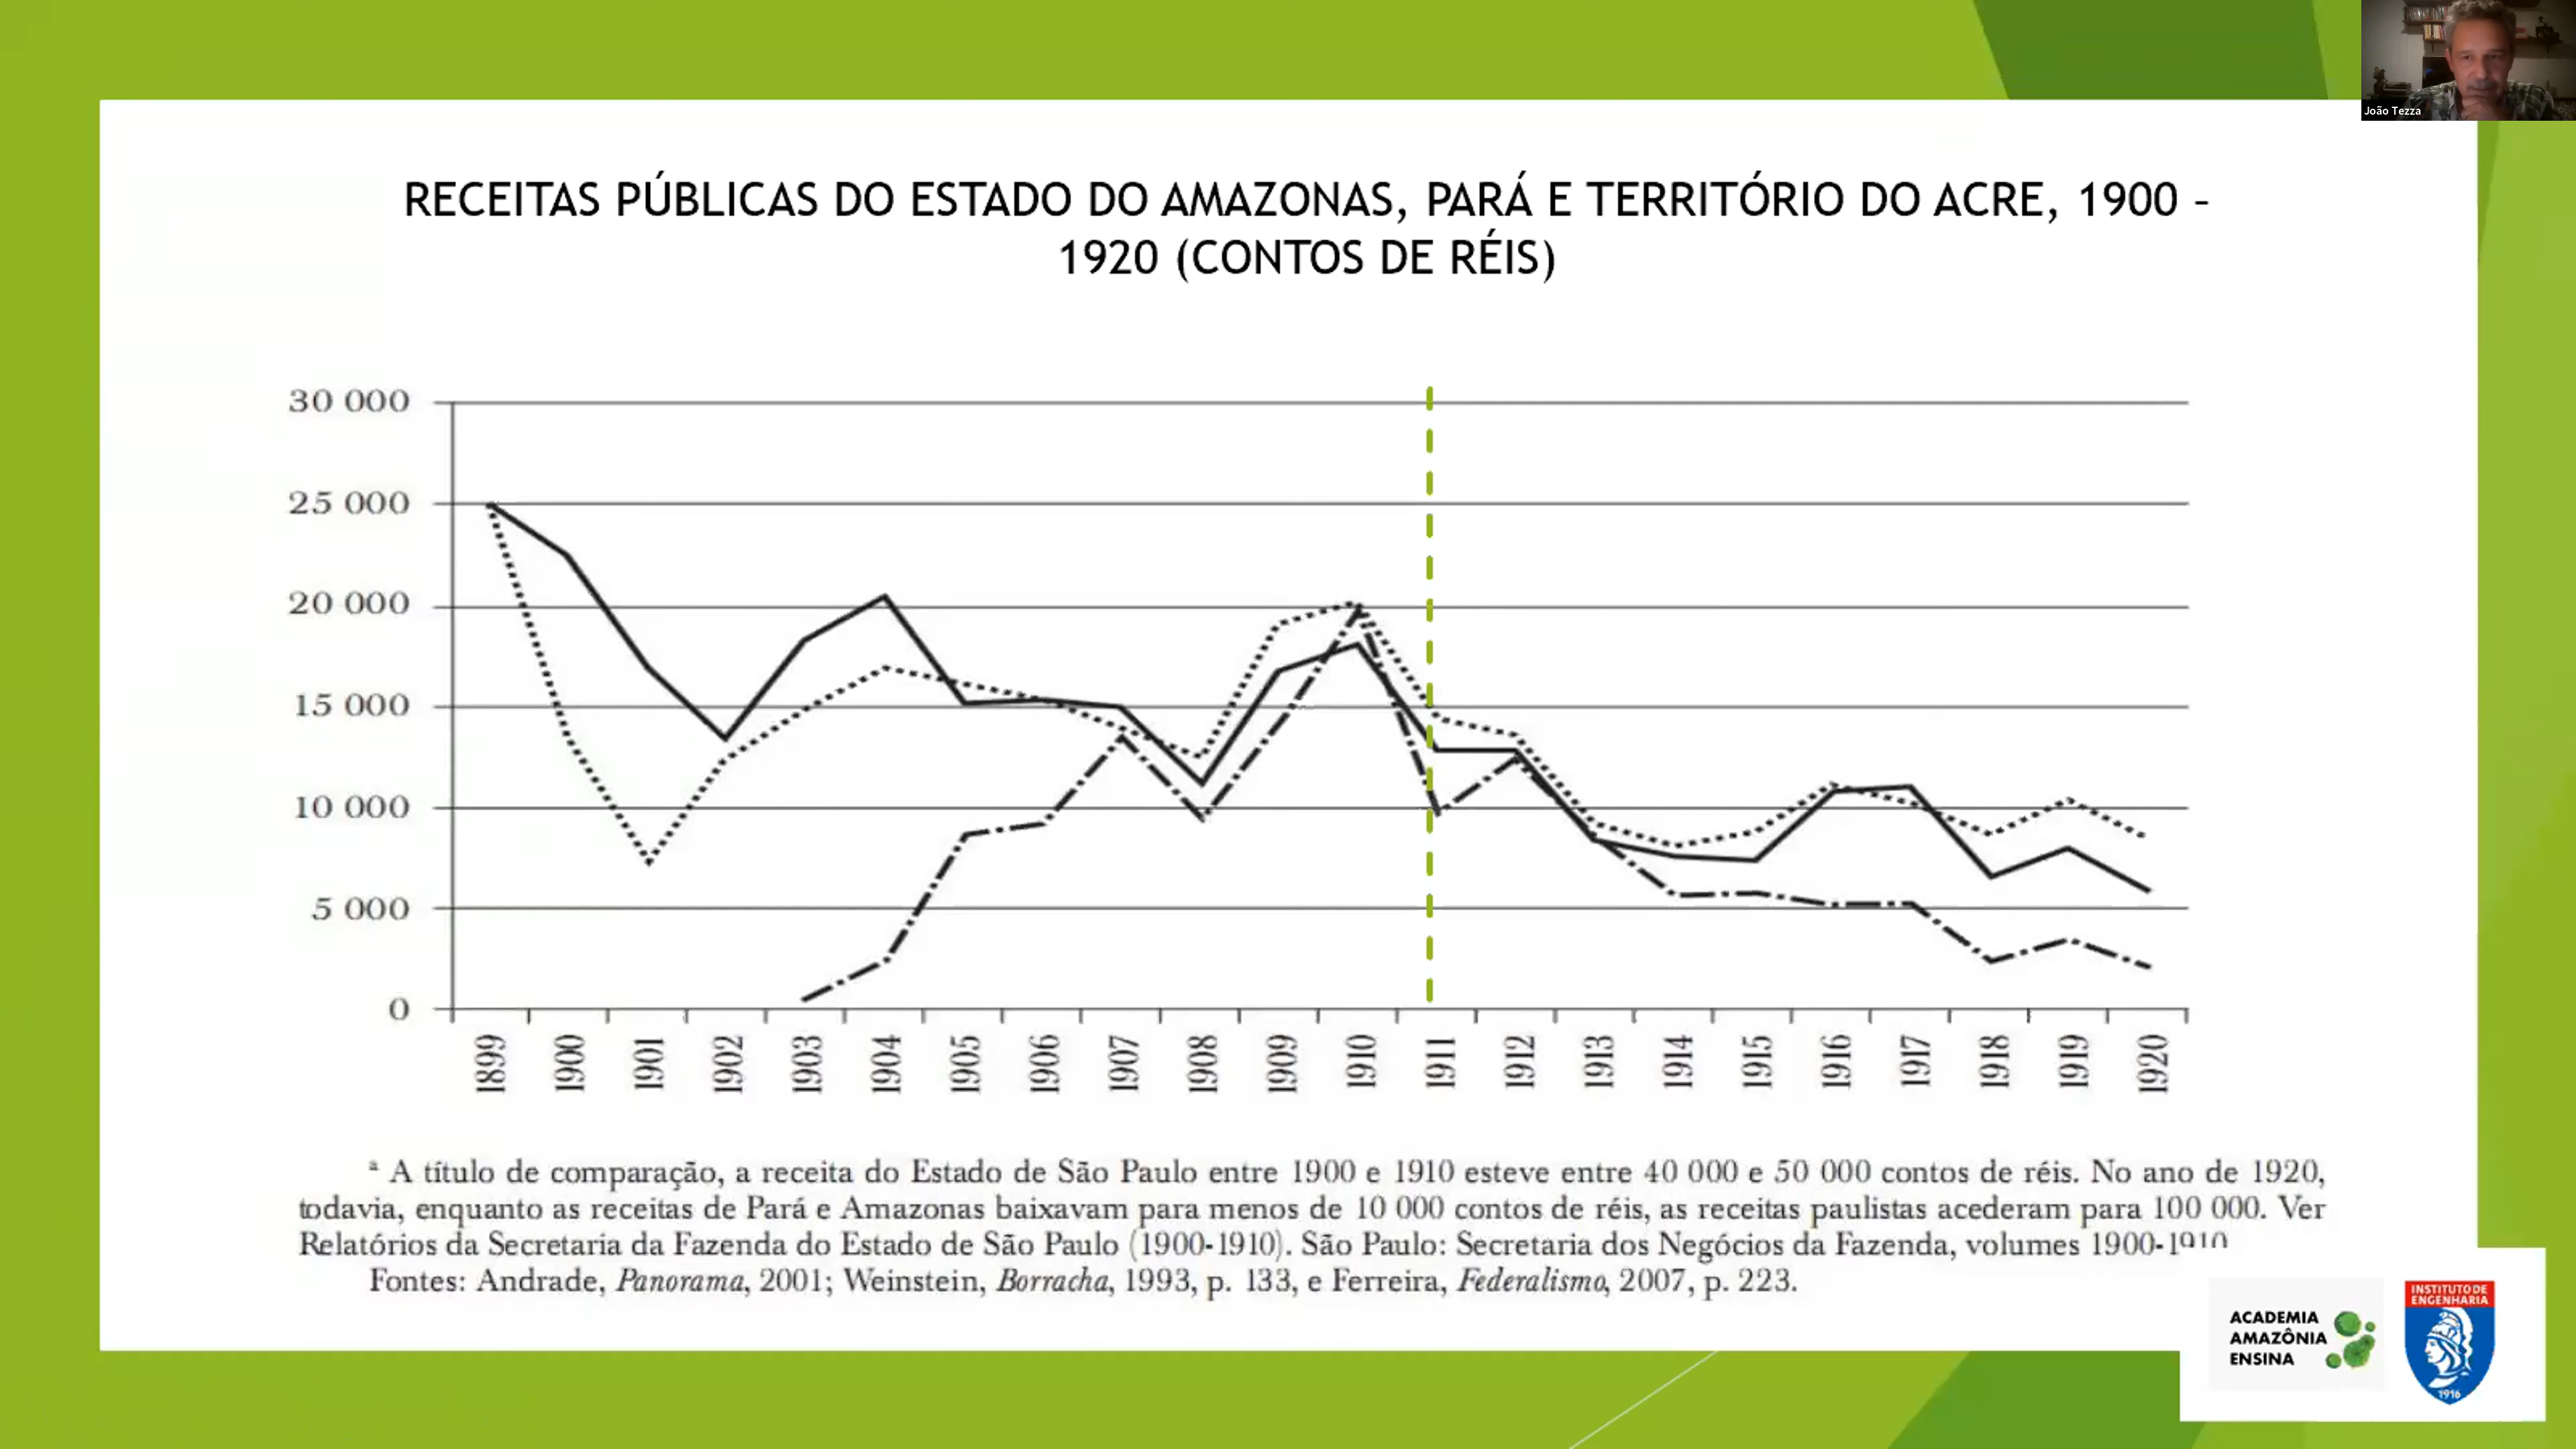 João Tezza
RECEITAS PÚBLICAS DO ESTADO DO AMAZONAS, PARÁ E TERRITÓRIO DO ACRE, 1900 –
1920 (CONTOS DE RÉIS)
30 000
25 000
20 000
15 000
10 000
5 000
0
1899
1900
1901
1902
1903
1904
1905
1906
1907
1908
1909
1910
1911
1912
1913
1914
1915
1916
1917
1918
1919
1920
ª A título de comparação, a receita do Estado de São Paulo entre 1900 e 1910 esteve entre 40 000 e 50 000 contos de réis. No ano de 1920,
todavia, enquanto as receitas de Pará e Amazonas baixavam para menos de 10 000 contos de réis, as receitas paulistas acederam para 100 000. Ver
Relatórios da Secretaria da Fazenda do Estado de São Paulo (1900-1910). São Paulo: Secretaria dos Negócios da Fazenda, volumes 1900-1910
Fontes: Andrade, Panorama, 2001; Weinstein, Borracha, 1993, p. 133, e Ferreira, Federalismo, 2007, p. 223.
ACADEMIA
AMAZÔNIA
ENSINA
INSTITUTO DE
ENGENHARIA
1916